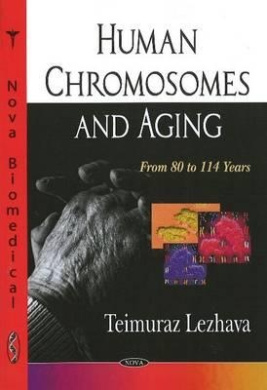 HUMAN
CHROMOSOMES
AND AGING
From 80 to 114 Years
Nova Biomedical
Teimuraz Lezhava
NOVA